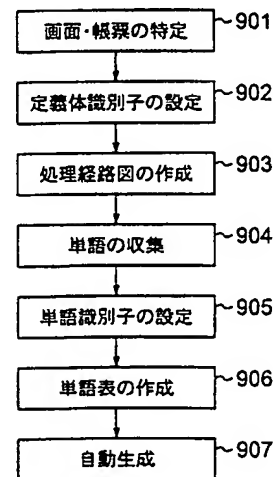 画面・帳票の特定 901
定義体識別子の設定 902
処理経路図の作成 903
単語の収集 904
単語識別子の設定 905
単語表の作成 906
自動生成 907